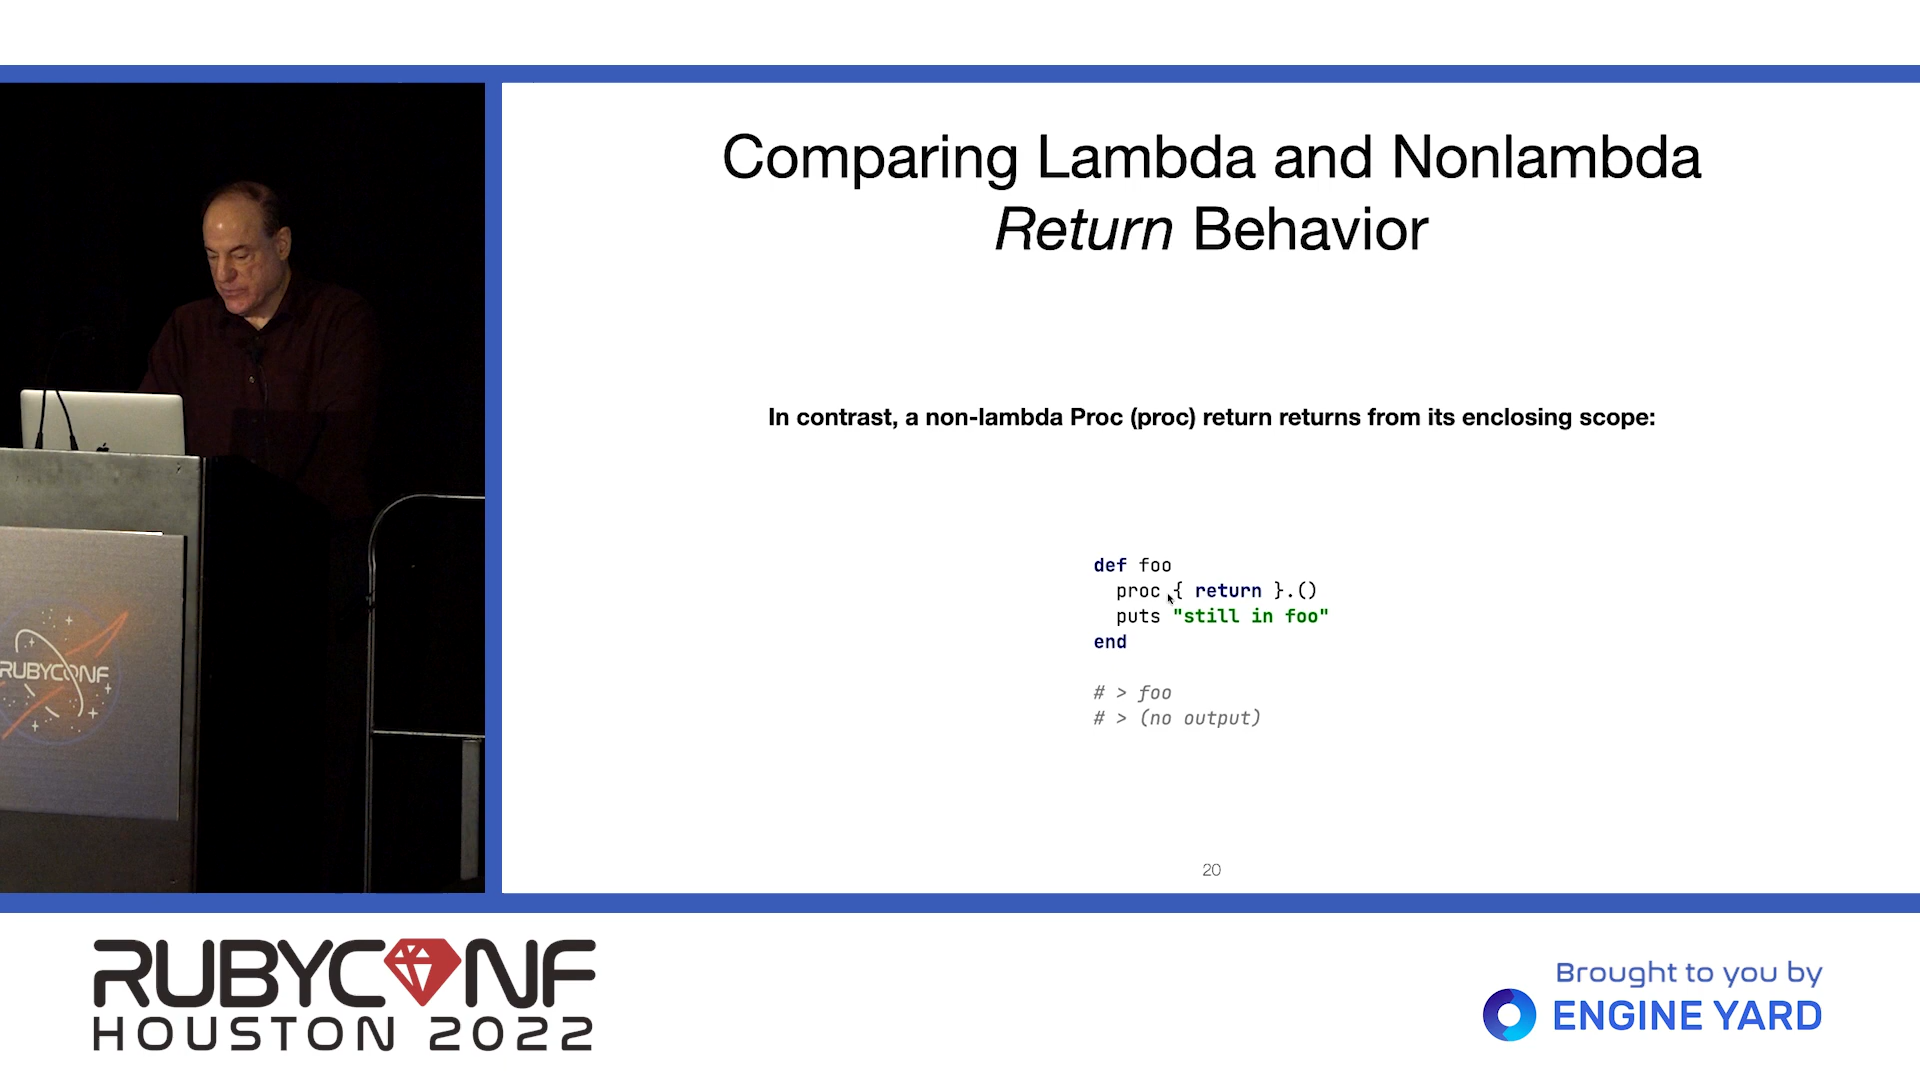 Comparing Lambda and Nonlambda
Return Behavior
In contrast, a non-lambda Proc (proc) return returns from its enclosing scope:
def foo
  proc { return }.()
  puts "still in foo"
end
# > foo
# > (no output)
20
RUBYCONF
RUBYCONF
HOUSTON 2022
Brought to you by
ENGINE YARD